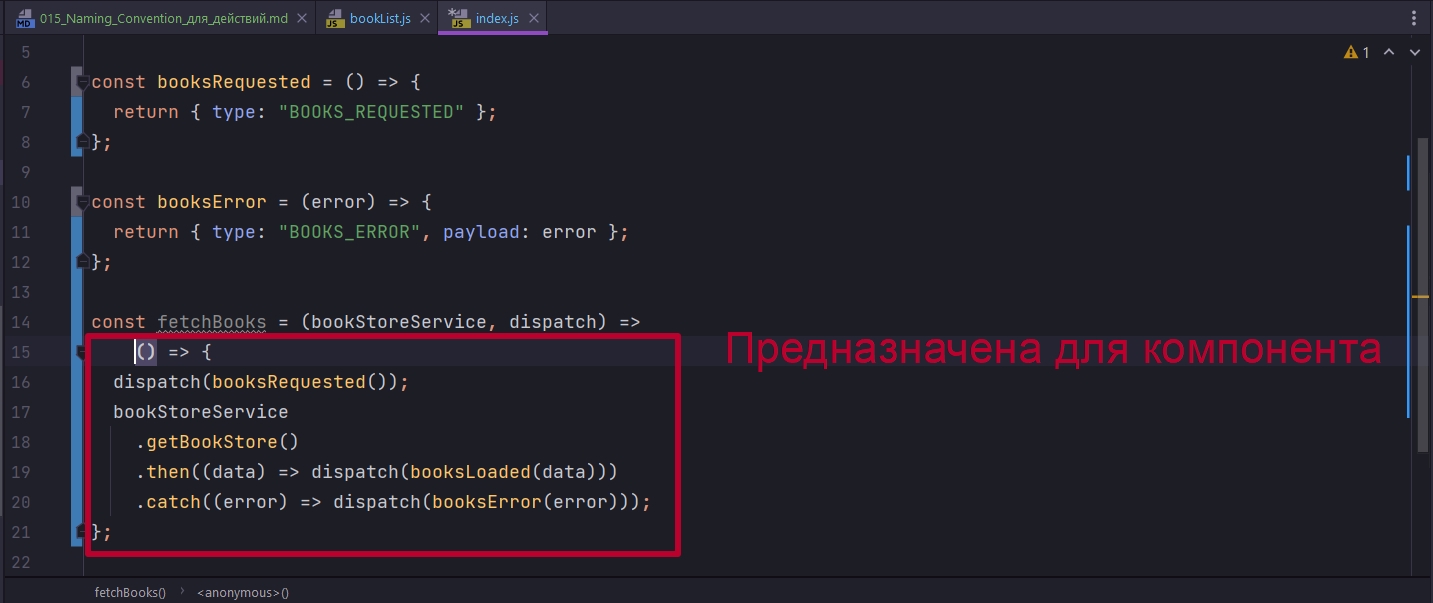 015_Naming_Convention_для_действий.md bookList.js index.js
5
1
6 const booksRequested = () => {
7 return { type: "BOOKS_REQUESTED" };
8 };
9
10 const booksError = (error) => {
11 return { type: "BOOKS_ERROR", payload: error };
12 };
13
14 const fetchBooks = (bookStoreService, dispatch) =>
15 () => {
Предназначена для компонента
16 dispatch(booksRequested());
17 bookStoreService
18 .getBookStore()
19 .then((data) => dispatch(booksLoaded(data)))
20 .catch((error) => dispatch(booksError(error)));
21 };
22
fetchBooks() <anonymous>()